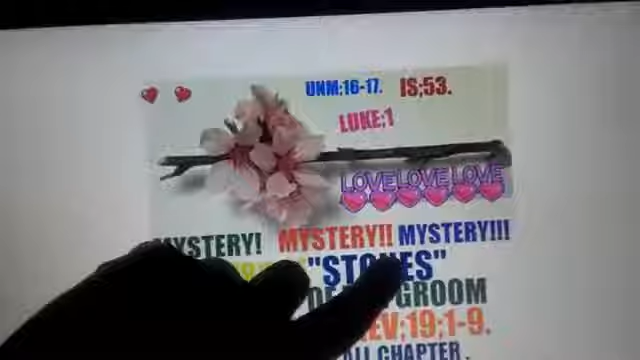 UNM;16-17. IS;53.
LUKE;1
LOVE LOVE LOVE
MYSTERY! MYSTERY!! MYSTERY!!!
"STONES"
GROOM
EV;19;1-9.
ALL CHAPTER.